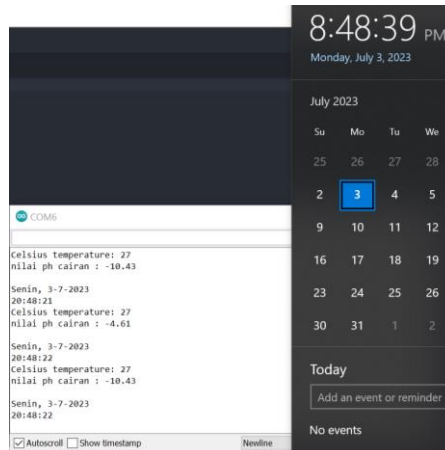 8:48:39 PM
Monday, July 3, 2023
July 2023
Su Mo Tu We
25 26 27 28
2 3 4 5
9 10 11 12
16 17 18 19
23 24 25 26
30 31 1 2
Today
Add an event or reminder
No events
COM6
Celsius temperature: 27
nilai ph cairan : -10.43
Senin, 3-7-2023
20:48:21
Celsius temperature: 27
nilai ph cairan : -4.61
Senin, 3-7-2023
20:48:22
Celsius temperature: 27
nilai ph cairan : -10.43
Senin, 3-7-2023
20:48:22
Autoscroll Show timestamp Newline